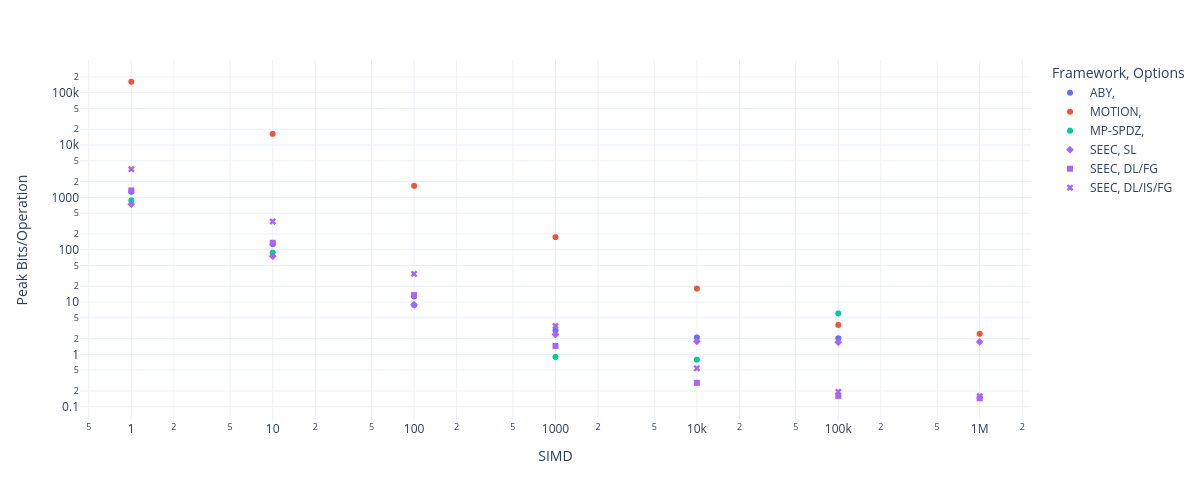 Framework, Options
ABY,
MOTION,
MP-SPDZ,
SEEC, SL
SEEC, DL/FG
SEEC, DL/IS/FG
Peak Bits/Operation
2
100k
5
2
10k
5
2
1000
5
2
100
5
2
10
5
2
1
5
2
0.1
5 1 2 5 10 2 5 100 2 5 1000 2 5 10k 2 5 100k 2 5 1M 2
SIMD